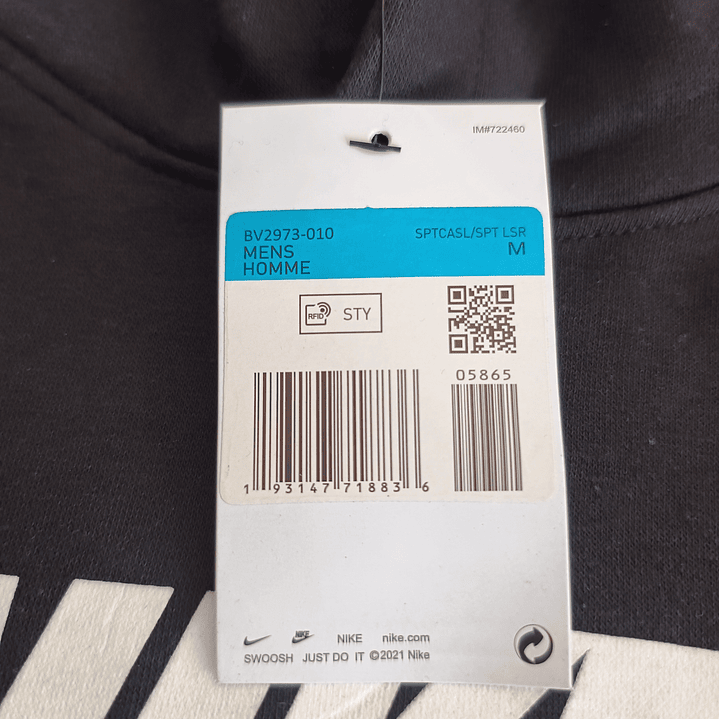 IM#722460
BV2973-010 SPTCASL/SPT LSR
MENS M
HOMME
RFID STY
05865
1 93147 71883 6
NIKE NIKE nike.com
SWOOSH JUST DO IT ©2021 Nike